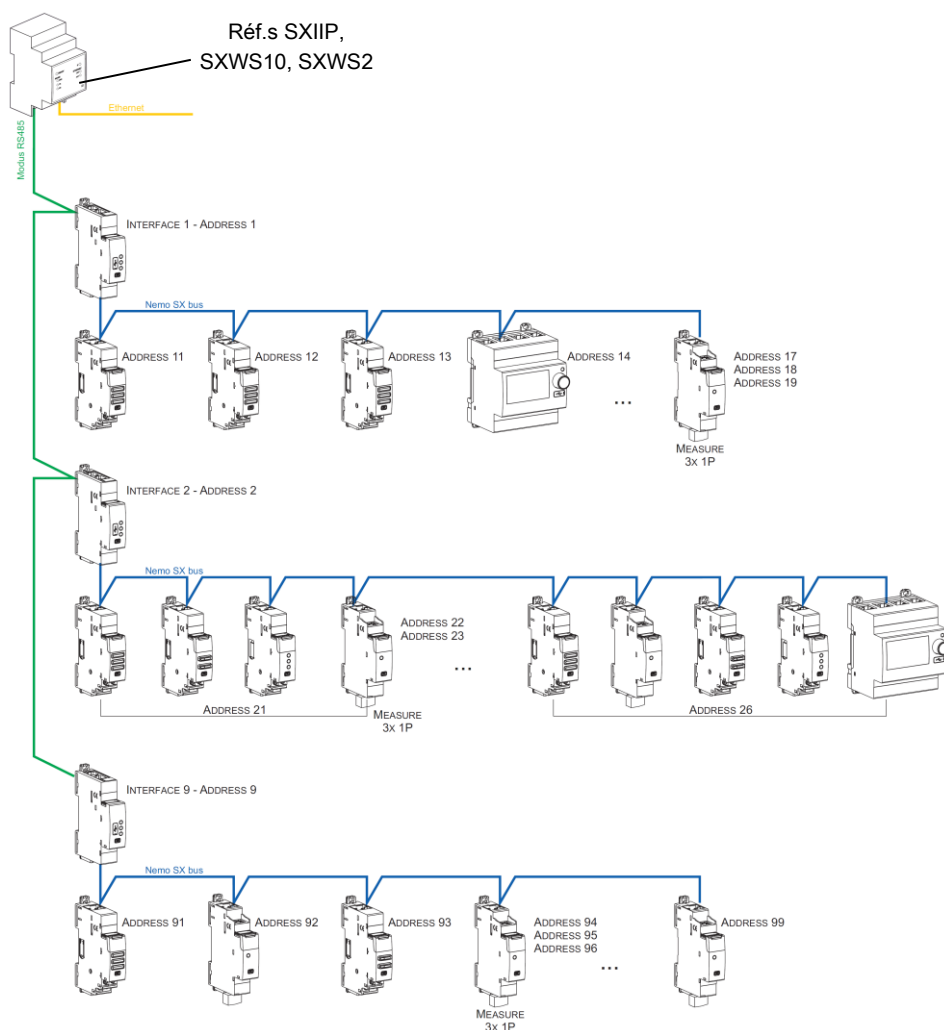 Réf.s SXIIP,
SXWS10, SXWS2
Ethernet
Modus RS485
INTERFACE 1 - ADDRESS 1
Nemo SX bus
ADDRESS 11
ADDRESS 12
ADDRESS 13
ADDRESS 14
...
ADDRESS 17
ADDRESS 18
ADDRESS 19
MEASURE
3X 1P
INTERFACE 2 - ADDRESS 2
Nemo SX bus
ADDRESS 22
ADDRESS 23
...
ADDRESS 21
MEASURE
3X 1P
ADDRESS 26
INTERFACE 9 - ADDRESS 9
Nemo SX bus
ADDRESS 91
ADDRESS 92
ADDRESS 93
ADDRESS 94
ADDRESS 95
ADDRESS 96
...
ADDRESS 99
MEASURE
3X 1P